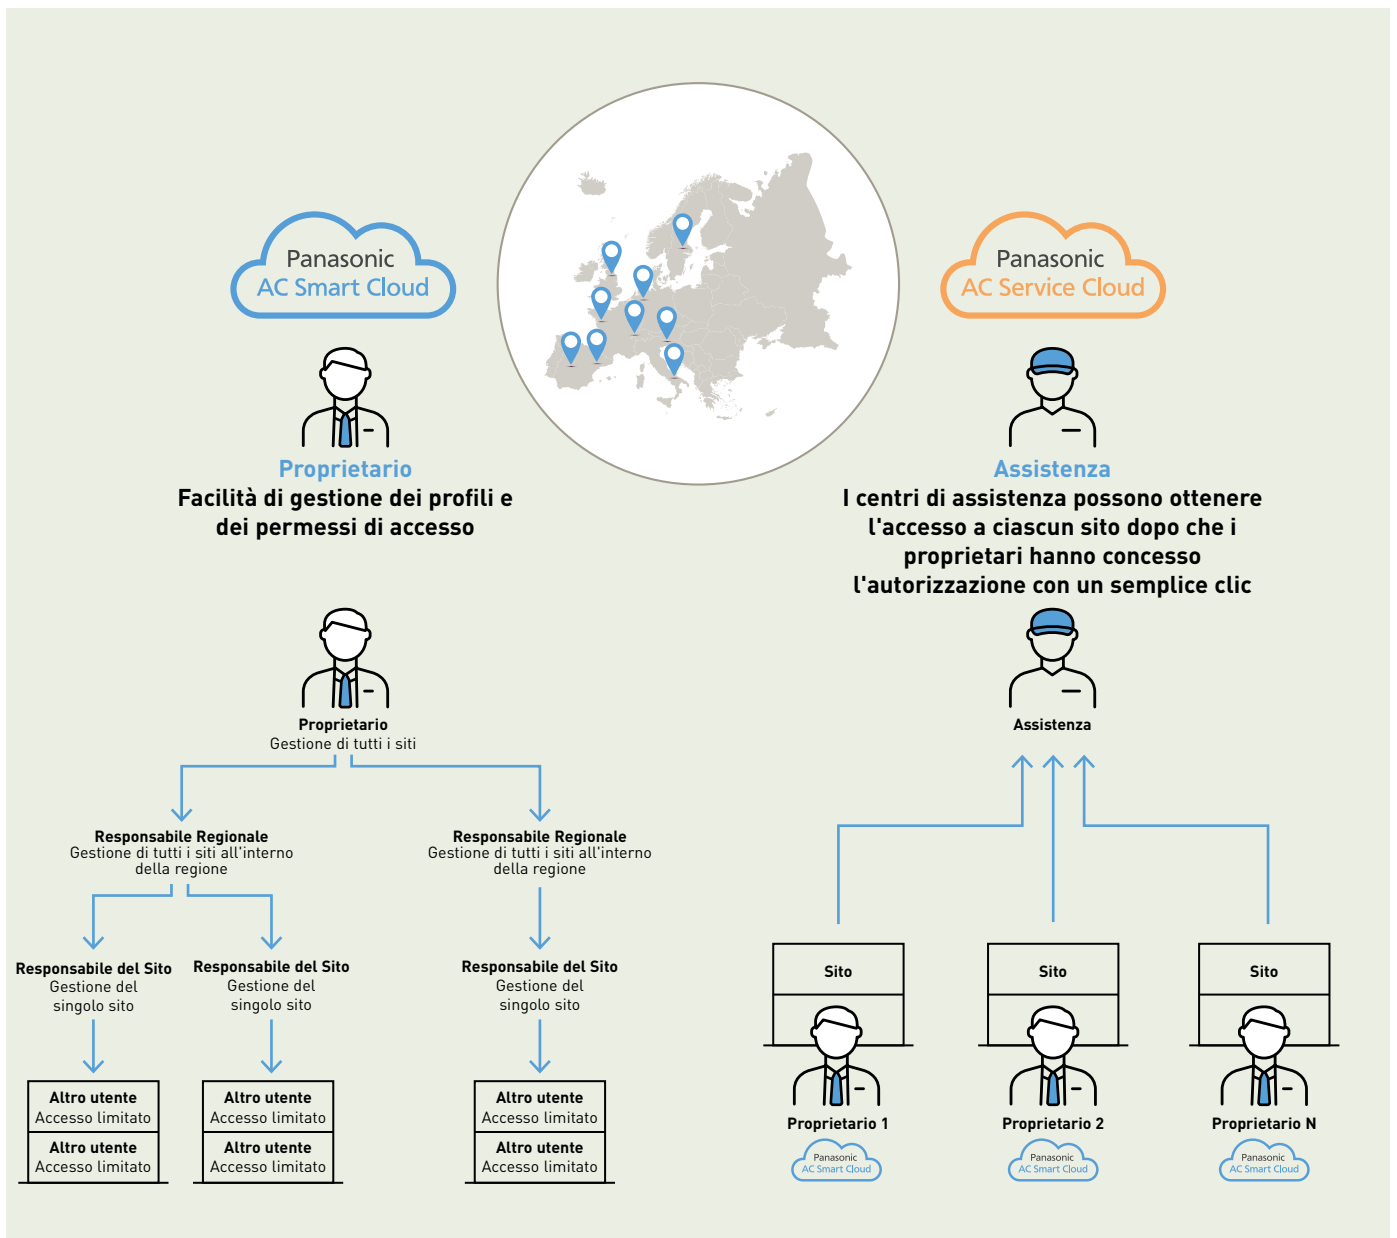 Panasonic
AC Smart Cloud
Proprietario
Facilità di gestione dei profili e
dei permessi di accesso
Panasonic
AC Service Cloud
Assistenza
I centri di assistenza possono ottenere
l'accesso a ciascun sito dopo che i
proprietari hanno concesso
l'autorizzazione con un semplice clic
Proprietario
Gestione di tutti i siti
Responsabile Regionale
Gestione di tutti i siti all'interno
della regione
Responsabile Regionale
Gestione di tutti i siti all'interno
della regione
Responsabile del Sito
Gestione del
singolo sito
Responsabile del Sito
Gestione del
singolo sito
Responsabile del Sito
Gestione del
singolo sito
Altro utente
Accesso limitato
Altro utente
Accesso limitato
Altro utente
Accesso limitato
Altro utente
Accesso limitato
Altro utente
Accesso limitato
Altro utente
Accesso limitato
Assistenza
Sito
Proprietario 1
Panasonic
AC Smart Cloud
Sito
Proprietario 2
Panasonic
AC Smart Cloud
Sito
Proprietario N
Panasonic
AC Smart Cloud